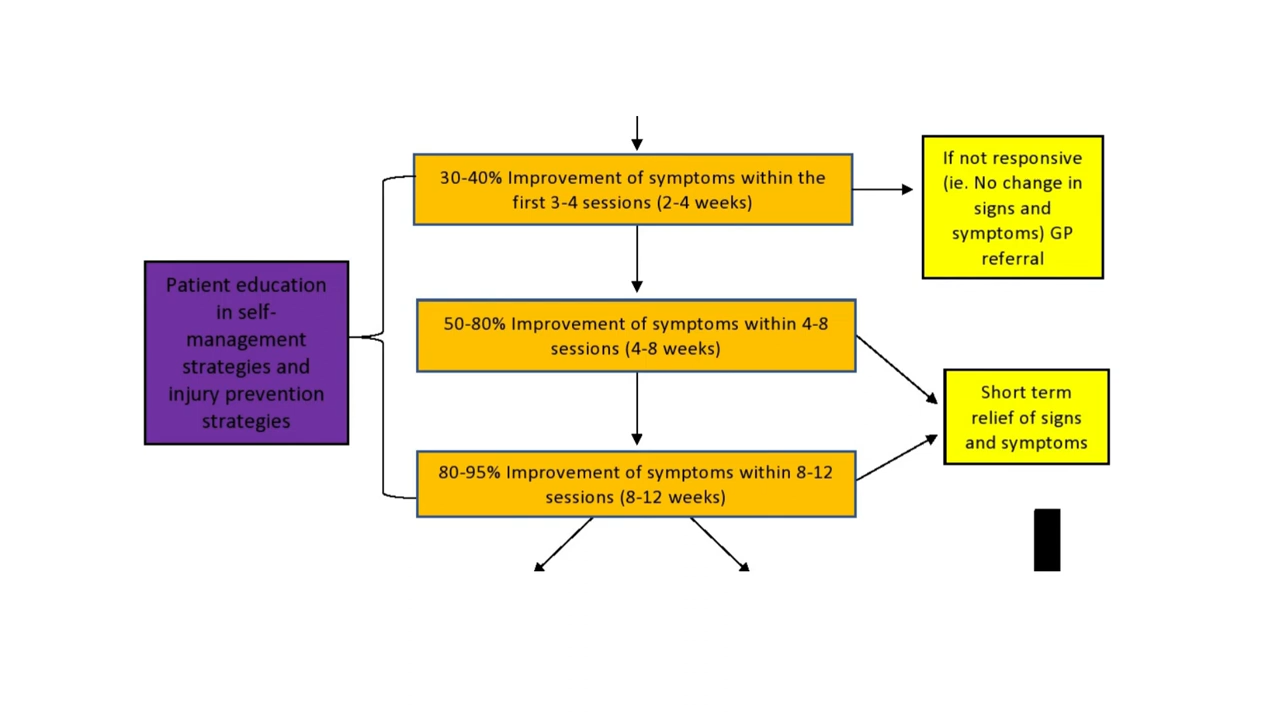 30-40% Improvement of symptoms within the
first 3-4 sessions (2-4 weeks)
If not responsive
(ie. No change in
signs and
symptoms) GP
referral
Patient education
in self-
management
strategies and
injury prevention
strategies
50-80% Improvement of symptoms within 4-8
sessions (4-8 weeks)
Short term
relief of signs
and symptoms
80-95% Improvement of symptoms within 8-12
sessions (8-12 weeks)